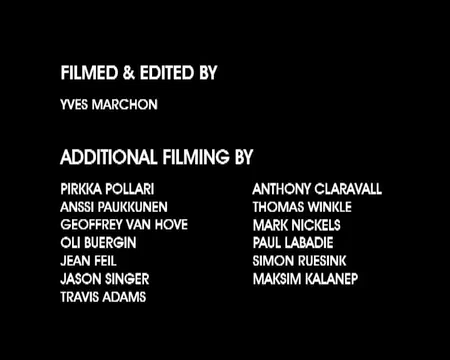 FILMED & EDITED BY
YVES MARCHON
ADDITIONAL FILMING BY
PIRKKA POLLARI
ANSSI PAUKKUNEN
GEOFFREY VAN HOVE
OLI BUERGIN
JEAN FEIL
JASON SINGER
TRAVIS ADAMS
ANTHONY CLARAVALL
THOMAS WINKLE
MARK NICKELS
PAUL LABADIE
SIMON RUESINK
MAKSIM KALANEP